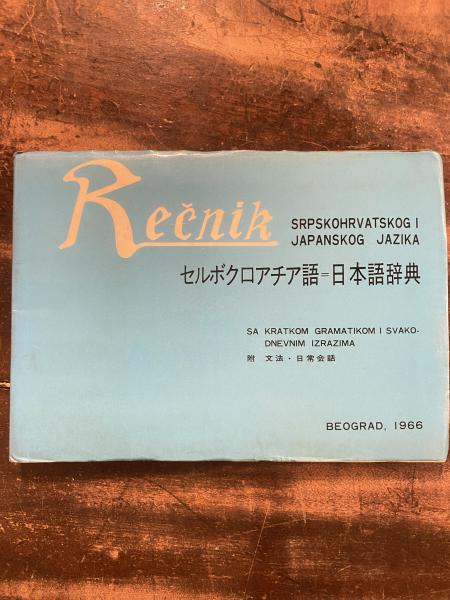 Rečnik
SRPSKOHRVATSKOG I
JAPANSKOG JAZIKA
セルボクロアチア語=日本語辞典
SA KRATKOM GRAMATIKOM I SVAKO-
DNEVNIM IZRAZIMA
附 文法・日常会話
BEOGRAD, 1966